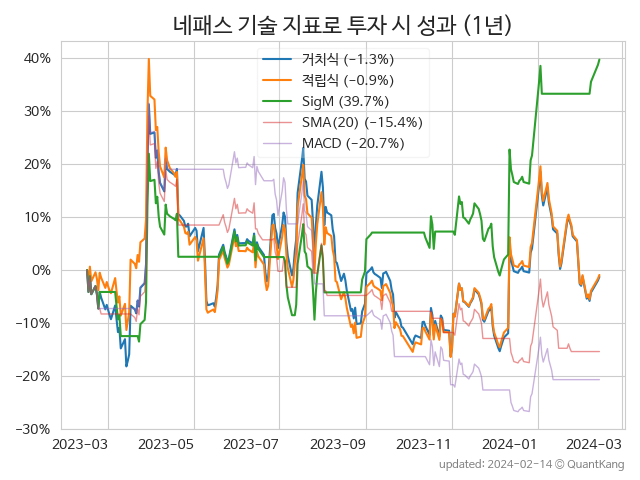 네패스 기술 지표로 투자 시 성과 (1년)
거치식 (−1.3%)
적립식 (−0.9%)
SigM (39.7%)
SMA(20) (−15.4%)
MACD (−20.7%)
40%
30%
20%
10%
0%
−10%
−20%
−30%
2023-03 2023-05 2023-07 2023-09 2023-11 2024-01 2024-03
updated: 2024-02-14 © QuantKang